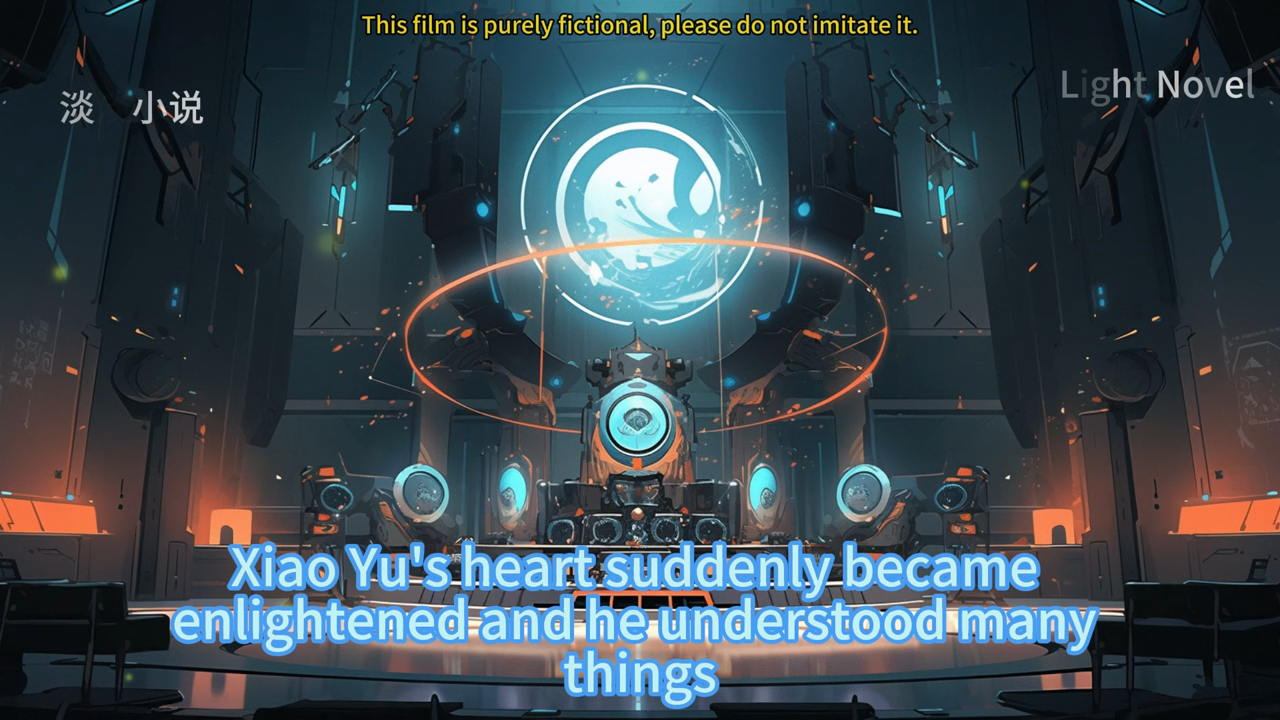 This film is purely fictional, please do not imitate it.
Light Novel
淡 小说
Xiao Yu's heart suddenly became
enlightened and he understood many
things